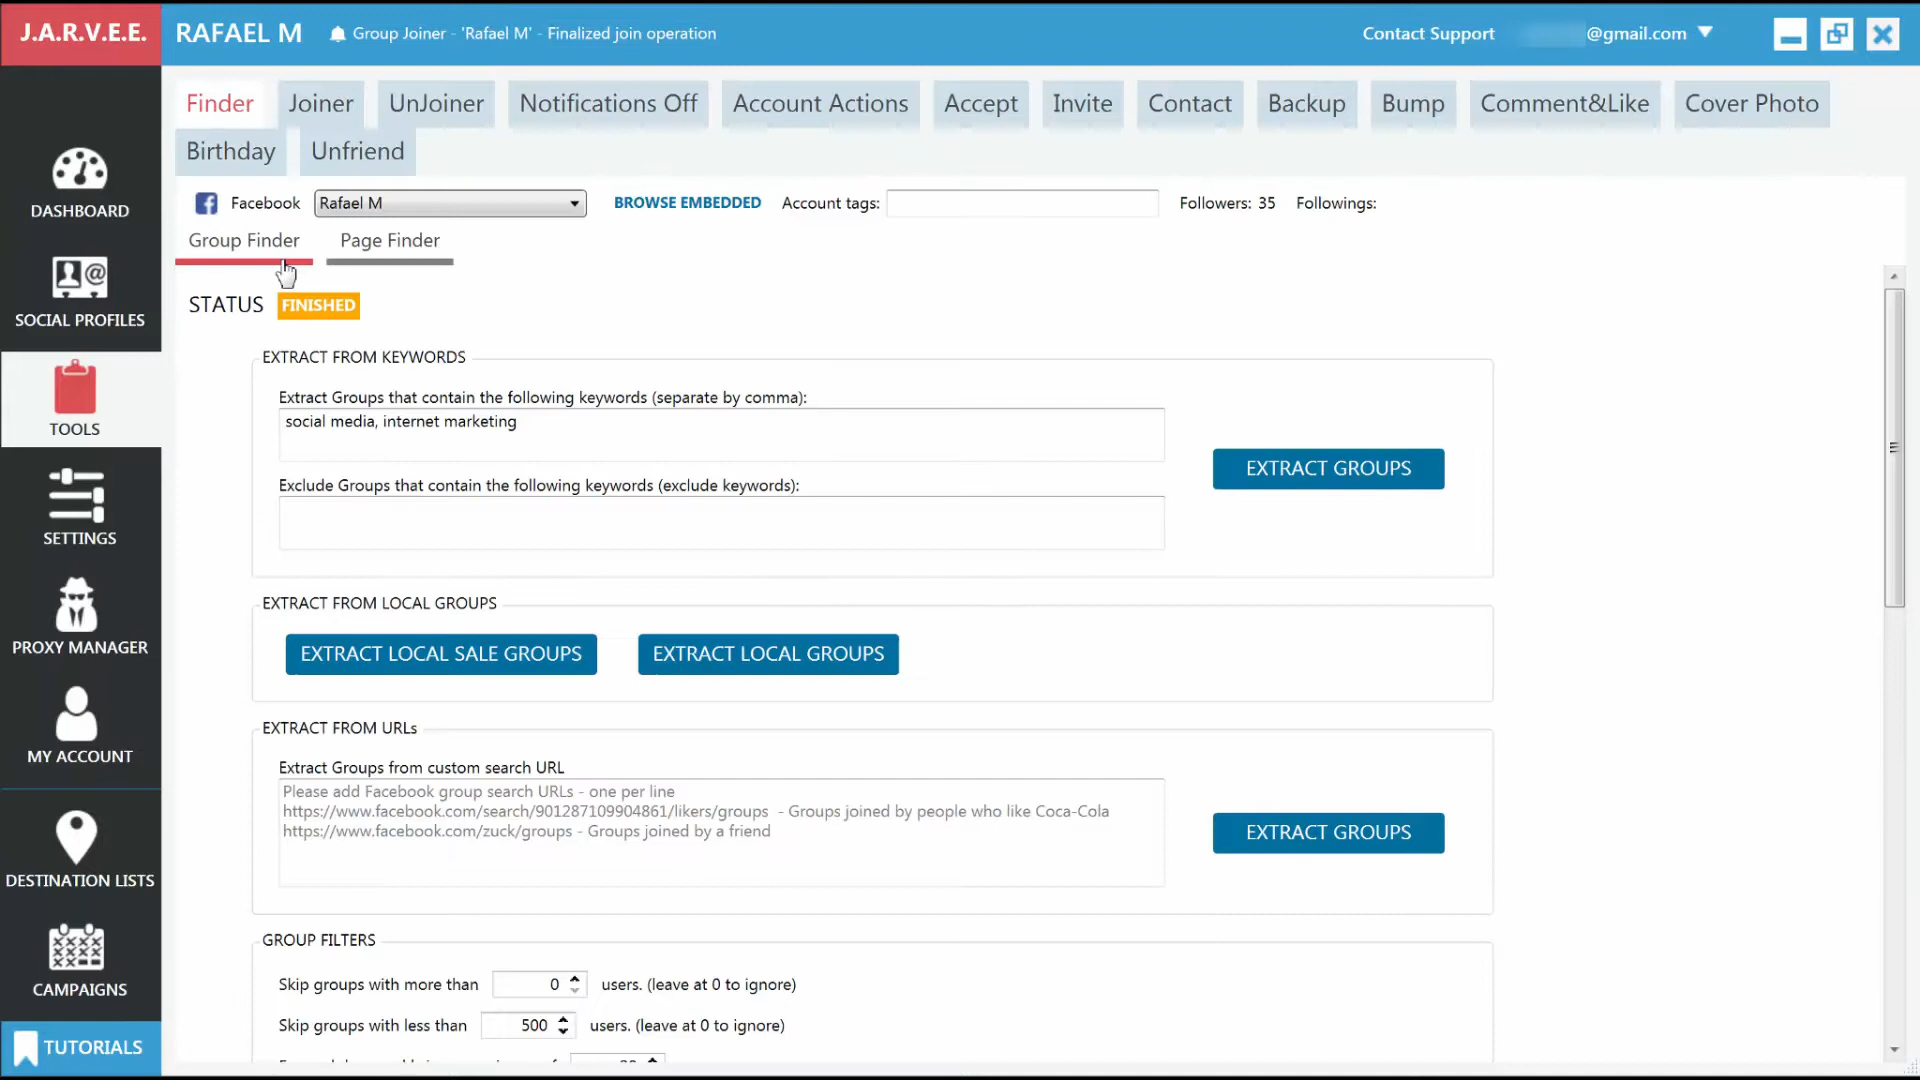 J.A.R.V.E.E.
RAFAEL M
Group Joiner - 'Rafael M' - Finalized join operation
Contact Support
@gmail.com
Finder
Joiner
UnJoiner
Notifications Off
Account Actions
Accept
Invite
Contact
Backup
Bump
Comment&Like
Cover Photo
Birthday
Unfriend
DASHBOARD
SOCIAL PROFILES
TOOLS
SETTINGS
PROXY MANAGER
MY ACCOUNT
DESTINATION LISTS
CAMPAIGNS
TUTORIALS
Facebook
Rafael M
BROWSE EMBEDDED
Account tags:
Followers: 35
Followings:
Group Finder
Page Finder
STATUS
FINISHED
EXTRACT FROM KEYWORDS
Extract Groups that contain the following keywords (separate by comma):
social media, internet marketing
EXTRACT GROUPS
Exclude Groups that contain the following keywords (exclude keywords):
EXTRACT FROM LOCAL GROUPS
EXTRACT LOCAL SALE GROUPS
EXTRACT LOCAL GROUPS
EXTRACT FROM URLs
Extract Groups from custom search URL
Please add Facebook group search URLs - one per line
https://www.facebook.com/search/901287109904861/likers/groups - Groups joined by people who like Coca-Cola
https://www.facebook.com/zuck/groups - Groups joined by a friend
EXTRACT GROUPS
GROUP FILTERS
Skip groups with more than 0 users. (leave at 0 to ignore)
Skip groups with less than 500 users. (leave at 0 to ignore)